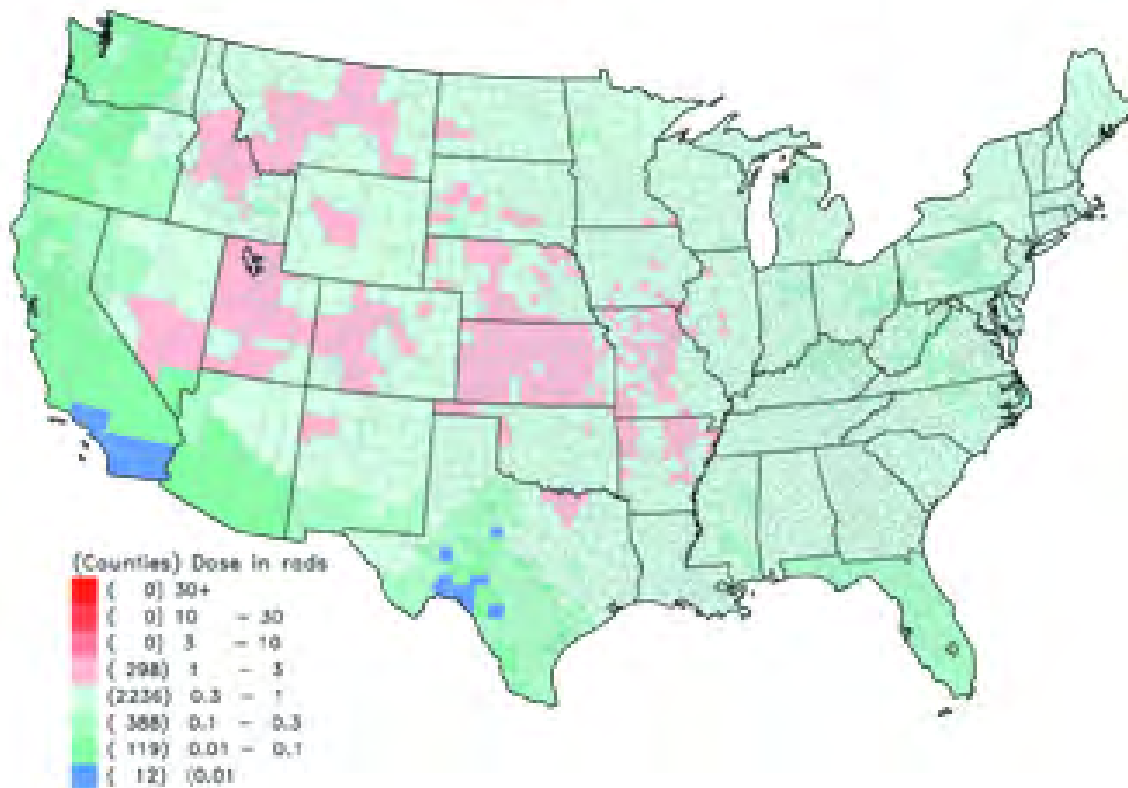 (Counties) Dose in rads
( 0) 30+
( 0) 10 - 30
( 0) 3 - 10
( 298) 1 - 3
(2236) 0.3 - 1
( 388) 0.1 - 0.3
( 119) 0.01 - 0.1
( 12) <0.01